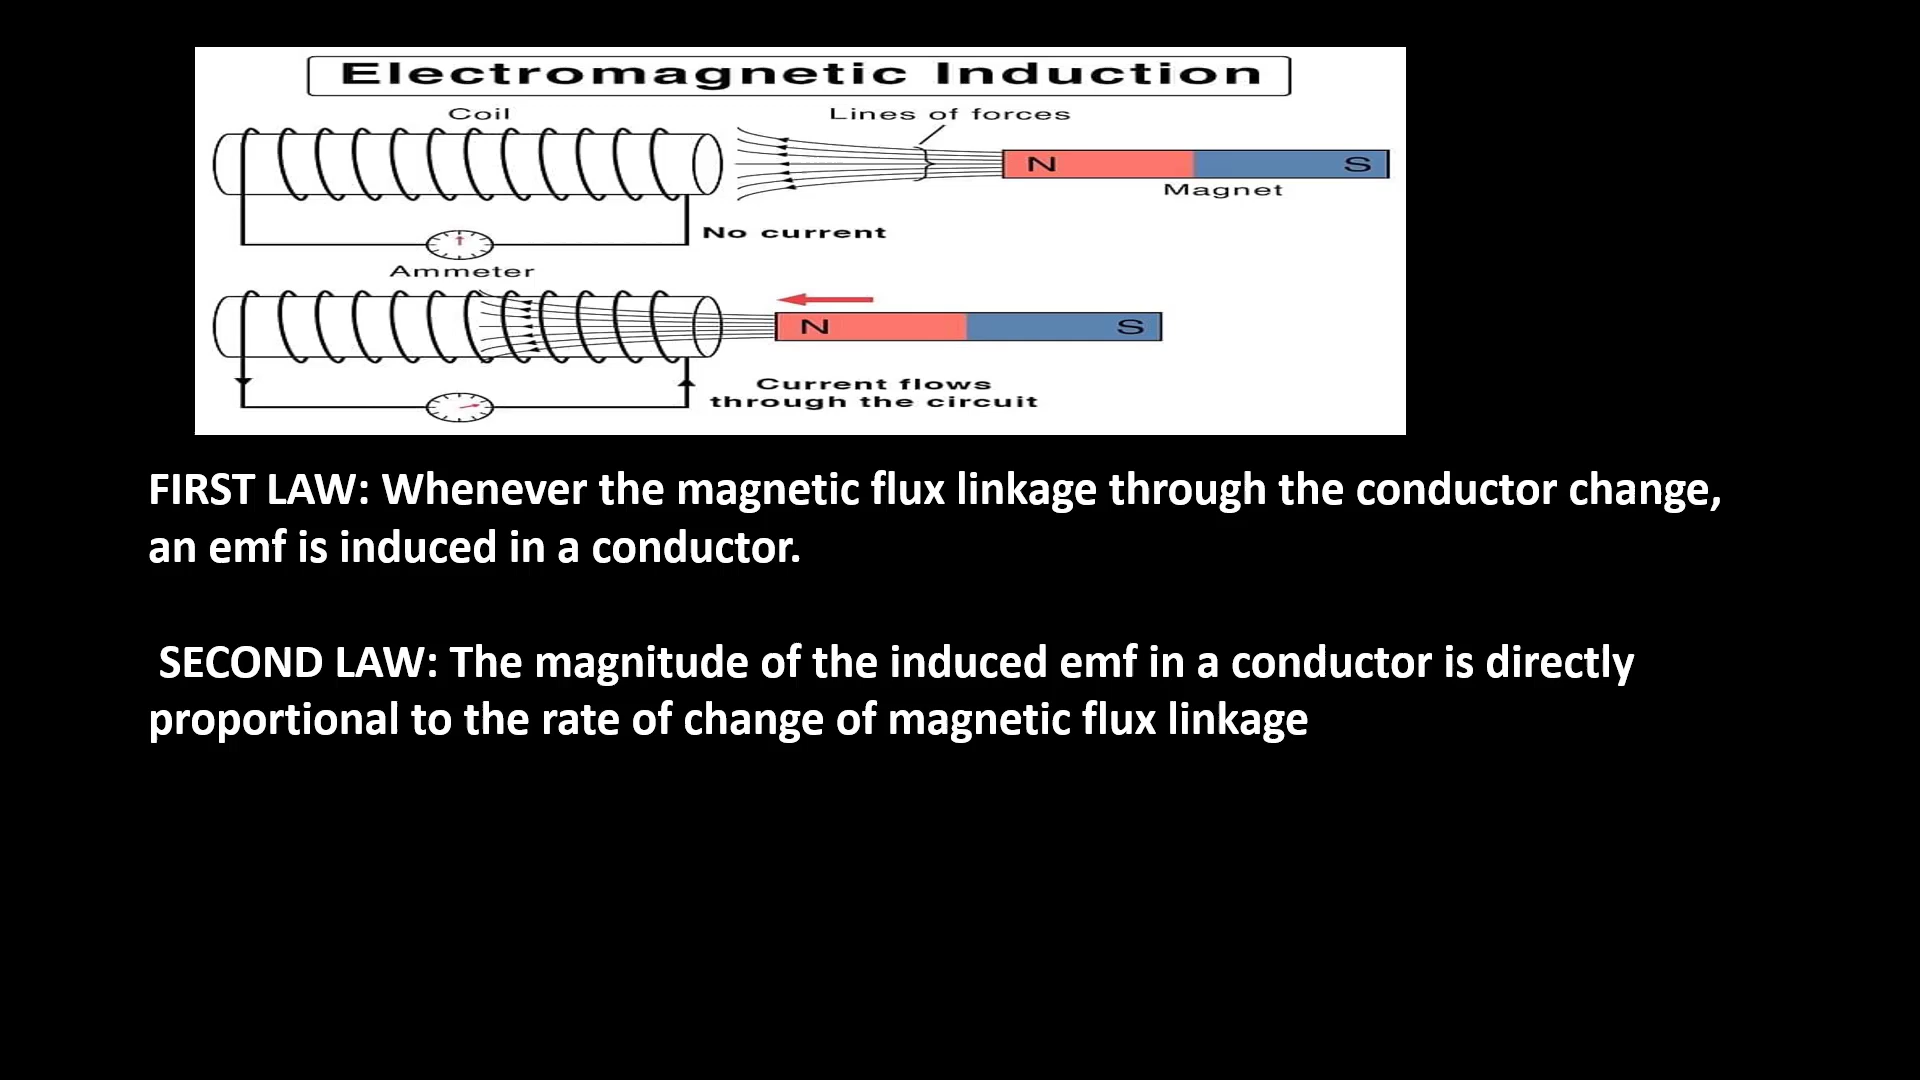 Electromagnetic Induction
Coil
Lines of forces
N
S
Magnet
No current
Ammeter
N
S
Current flows
through the circuit
FIRST LAW: Whenever the magnetic flux linkage through the conductor change,
an emf is induced in a conductor.
SECOND LAW: The magnitude of the induced emf in a conductor is directly
proportional to the rate of change of magnetic flux linkage